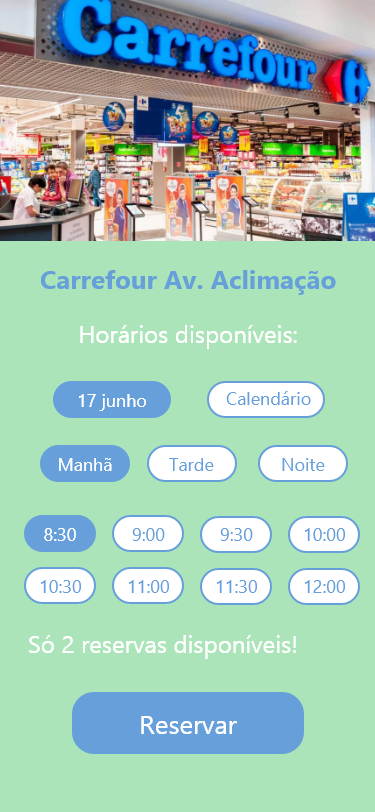 Carrefour
Carrefour Av. Aclimação
Horários disponíveis:
17 junho Calendário
Manhã Tarde Noite
8:30 9:00 9:30 10:00
10:30 11:00 11:30 12:00
Só 2 reservas disponíveis!
Reservar